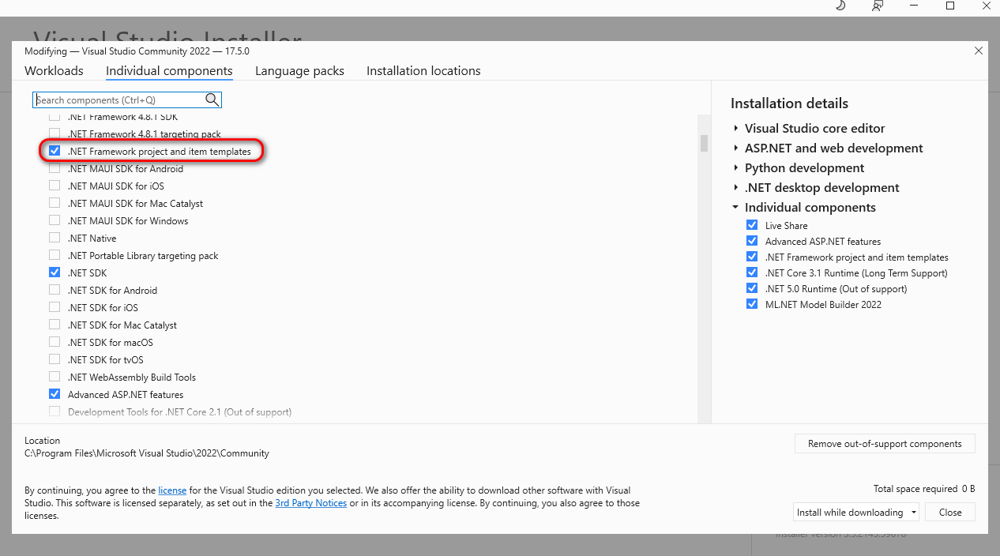 Visual Studio Installer
Modifying — Visual Studio Community 2022 — 17.5.0
Workloads
Individual components
Language packs
Installation locations
Search components (Ctrl+Q)
.NET Framework 4.8.1 SDK
.NET Framework 4.8.1 targeting pack
.NET Framework project and item templates
.NET MAUI SDK for Android
.NET MAUI SDK for iOS
.NET MAUI SDK for Mac Catalyst
.NET MAUI SDK for Windows
.NET Native
.NET Portable Library targeting pack
.NET SDK
.NET SDK for Android
.NET SDK for iOS
.NET SDK for Mac Catalyst
.NET SDK for macOS
.NET SDK for tvOS
.NET WebAssembly Build Tools
Advanced ASP.NET features
Development Tools for .NET Core 2.1 (Out of support)
Installation details
Visual Studio core editor
ASP.NET and web development
Python development
.NET desktop development
Individual components
Live Share
Advanced ASP.NET features
.NET Framework project and item templates
.NET Core 3.1 Runtime (Long Term Support)
.NET 5.0 Runtime (Out of support)
ML.NET Model Builder 2022
Location
C:\Program Files\Microsoft Visual Studio\2022\Community
Remove out-of-support components
By continuing, you agree to the license for the Visual Studio edition you selected. We also offer the ability to download other software with Visual
Studio. This software is licensed separately, as set out in the 3rd Party Notices or in its accompanying license. By continuing, you also agree to those
licenses.
Total space required 0 B
Install while downloading
Close
Installer version